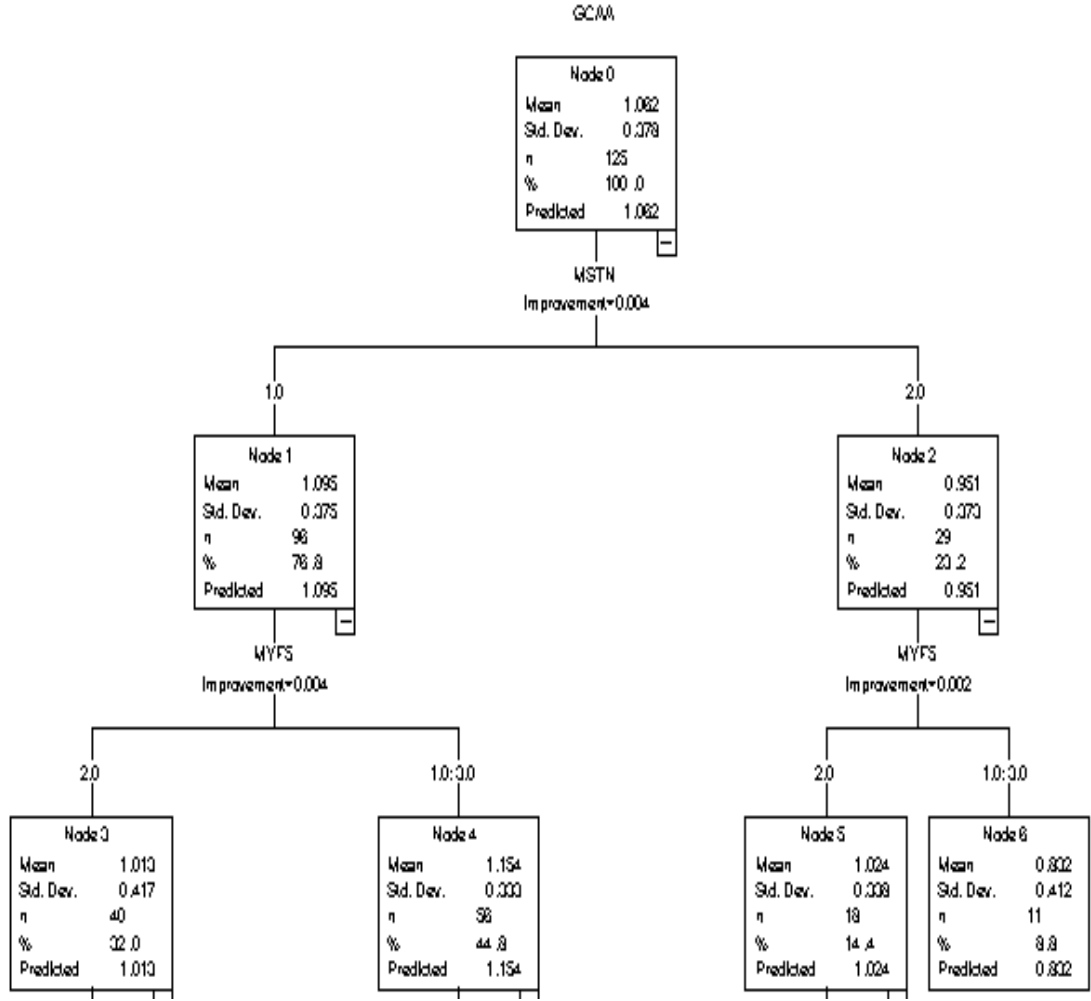 GCAA
Node 0
Mean 1.062
Std. Dev. 0.378
n 125
% 100.0
Predicted 1.062
MSTN
Improvement=0.004
1.0
2.0
Node 1
Mean 1.095
Std. Dev. 0.375
n 96
% 76.8
Predicted 1.095
Node 2
Mean 0.951
Std. Dev. 0.373
n 29
% 23.2
Predicted 0.951
MYFS
Improvement=0.004
MYFS
Improvement=0.002
2.0
1.0; 3.0
2.0
1.0; 3.0
Node 3
Mean 1.013
Std. Dev. 0.417
n 40
% 32.0
Predicted 1.013
Node 4
Mean 1.154
Std. Dev. 0.333
n 56
% 44.8
Predicted 1.154
Node 5
Mean 1.024
Std. Dev. 0.338
n 18
% 14.4
Predicted 1.024
Node 6
Mean 0.832
Std. Dev. 0.412
n 11
% 8.8
Predicted 0.832